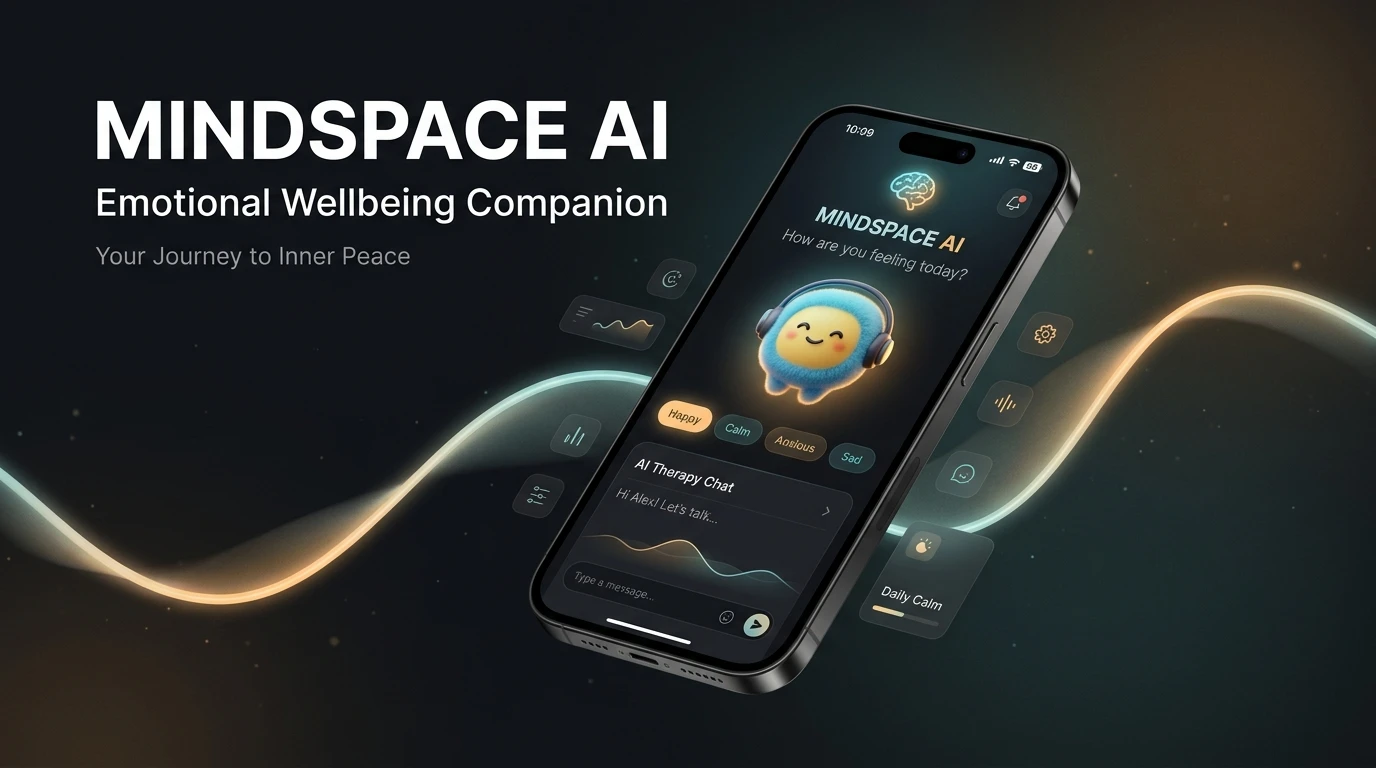 MINDSPACE AI
Emotional Wellbeing Companion
Your Journey to Inner Peace
10:09
MINDSPACE AI
How are you feeling today?
Happy
Calm
Anxious
Sad
AI Therapy Chat
Hi Alex! Let's talk...
Type a message...
Daily Calm